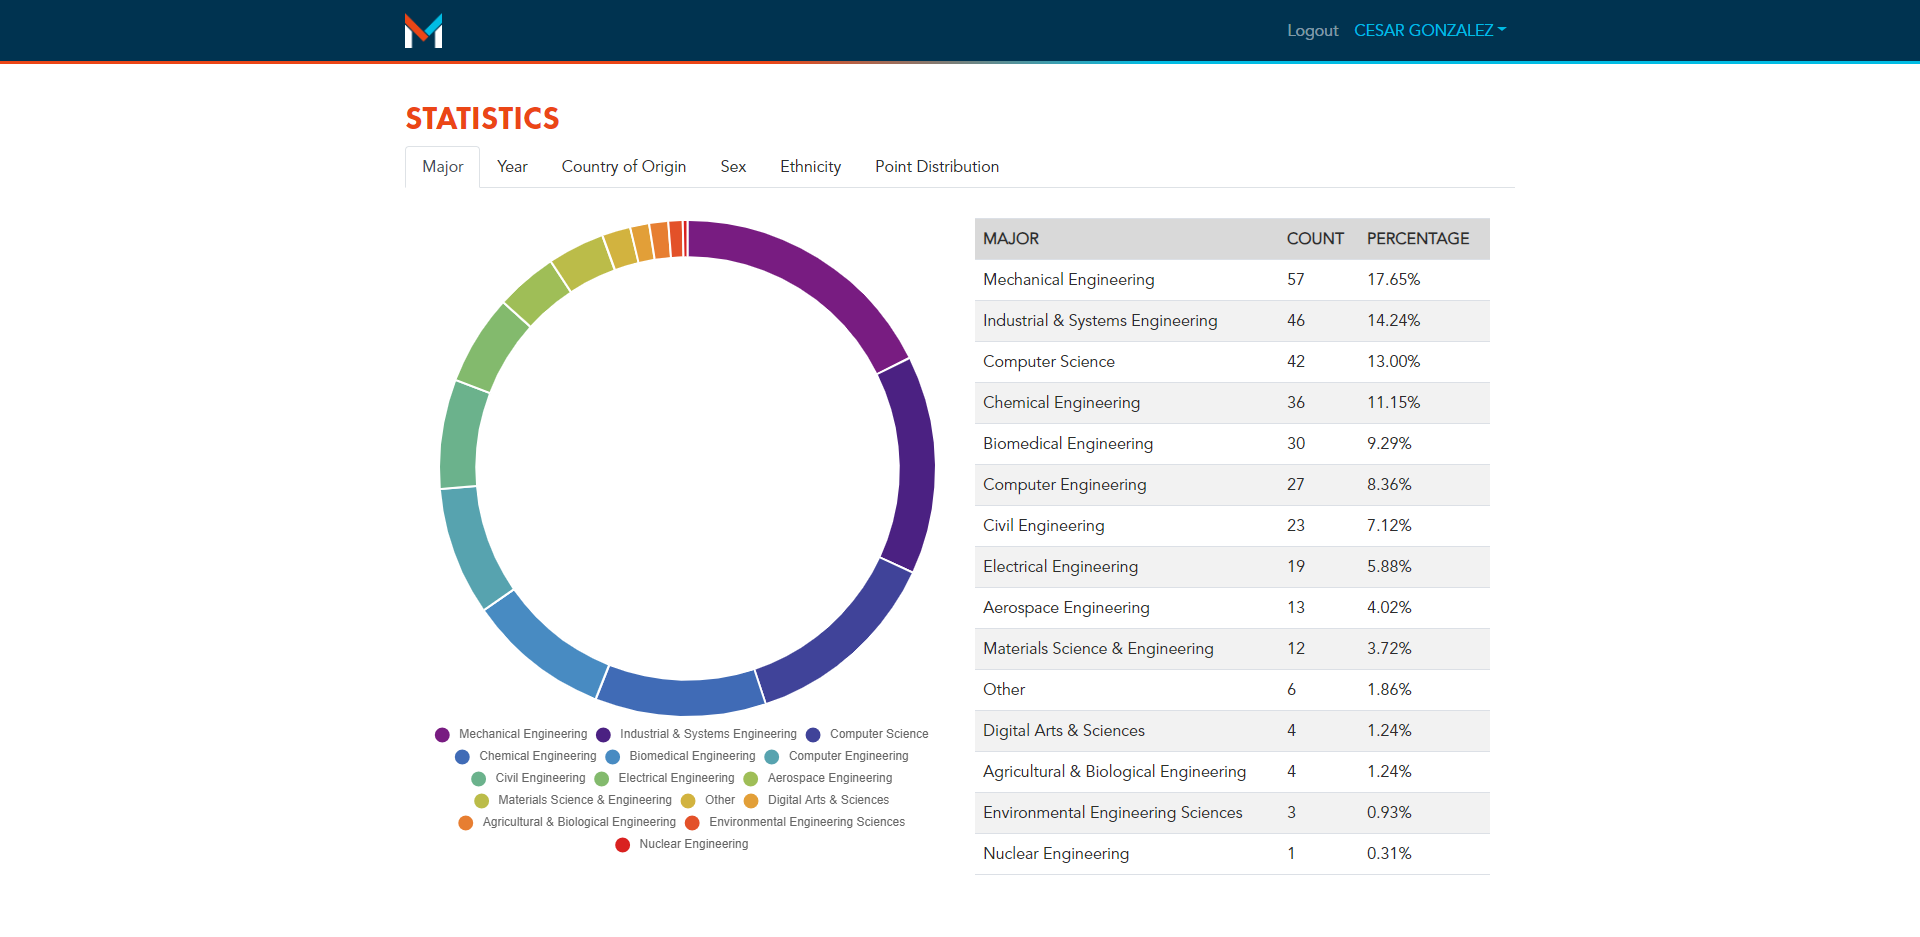 Logout CESAR GONZALEZ
STATISTICS
Major Year Country of Origin Sex Ethnicity Point Distribution
Mechanical Engineering Industrial & Systems Engineering Computer Science
Chemical Engineering Biomedical Engineering Computer Engineering
Civil Engineering Electrical Engineering Aerospace Engineering
Materials Science & Engineering Other Digital Arts & Sciences
Agricultural & Biological Engineering Environmental Engineering Sciences
Nuclear Engineering
MAJOR COUNT PERCENTAGE
Mechanical Engineering 57 17.65%
Industrial & Systems Engineering 46 14.24%
Computer Science 42 13.00%
Chemical Engineering 36 11.15%
Biomedical Engineering 30 9.29%
Computer Engineering 27 8.36%
Civil Engineering 23 7.12%
Electrical Engineering 19 5.88%
Aerospace Engineering 13 4.02%
Materials Science & Engineering 12 3.72%
Other 6 1.86%
Digital Arts & Sciences 4 1.24%
Agricultural & Biological Engineering 4 1.24%
Environmental Engineering Sciences 3 0.93%
Nuclear Engineering 1 0.31%